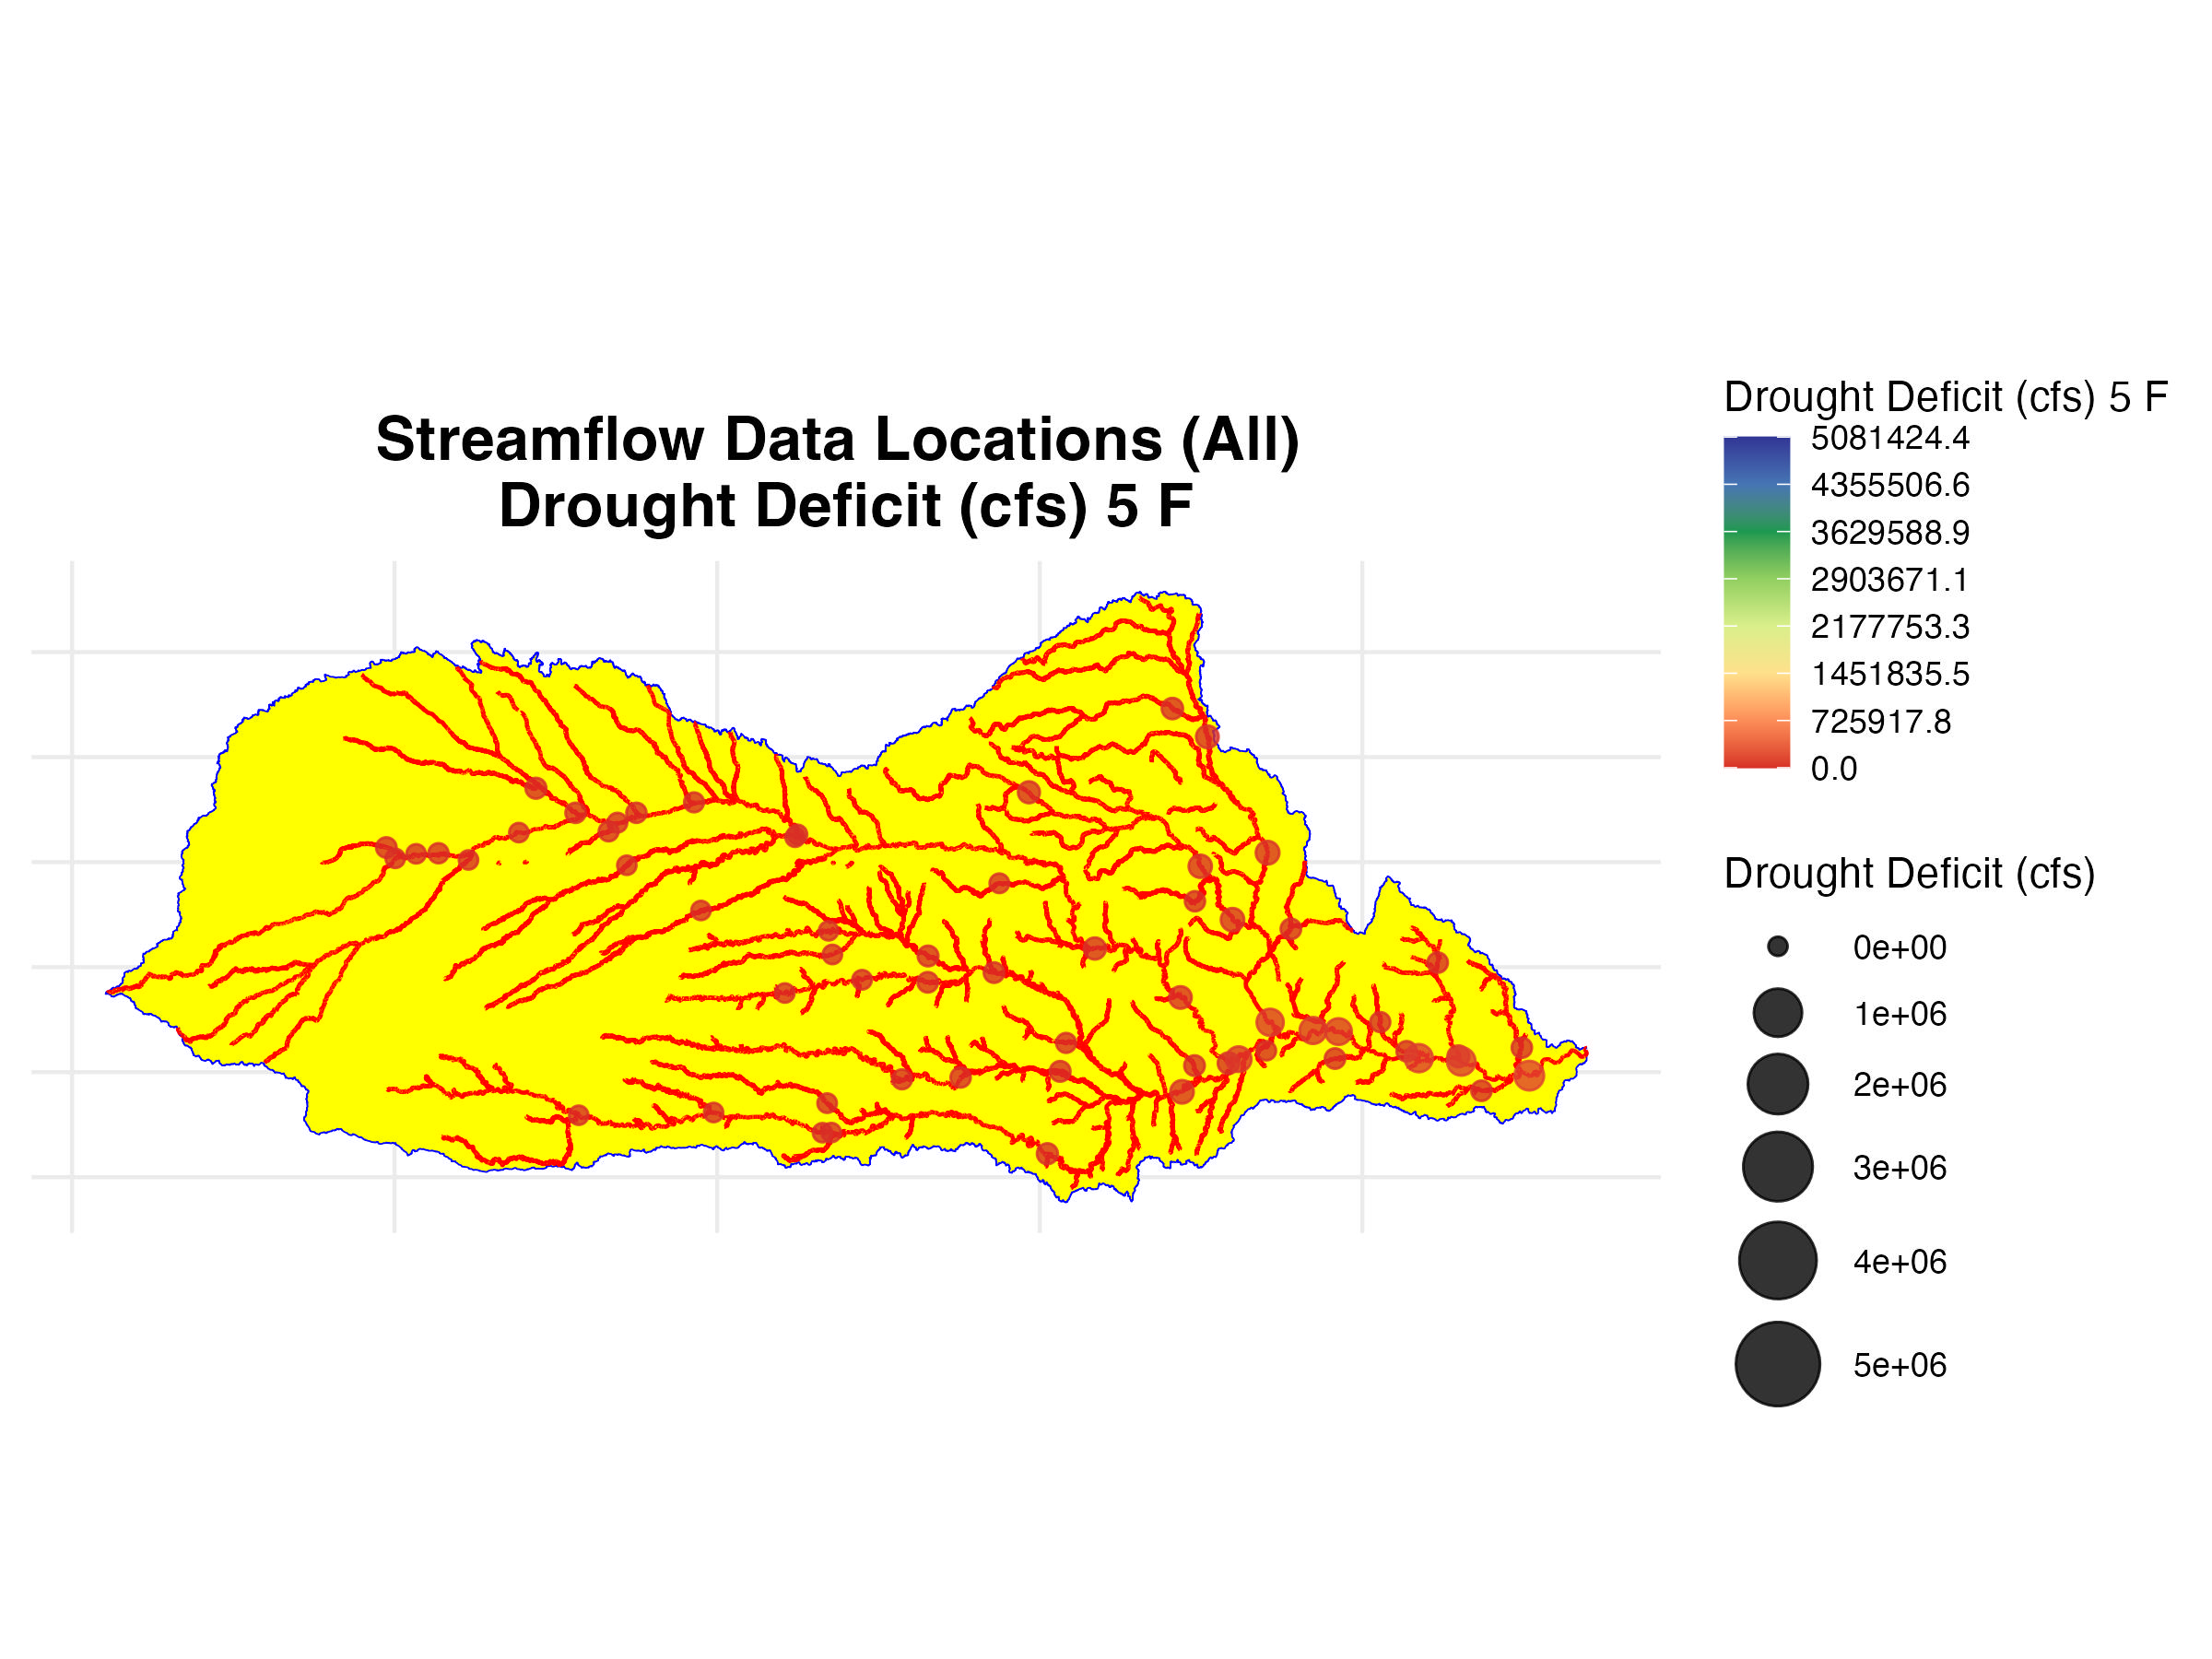 Streamflow Data Locations (All)
Drought Deficit (cfs) 5 F
Drought Deficit (cfs) 5 F
5081424.4
4355506.6
3629588.9
2903671.1
2177753.3
1451835.5
725917.8
0.0
Drought Deficit (cfs)
0e+00
1e+06
2e+06
3e+06
4e+06
5e+06